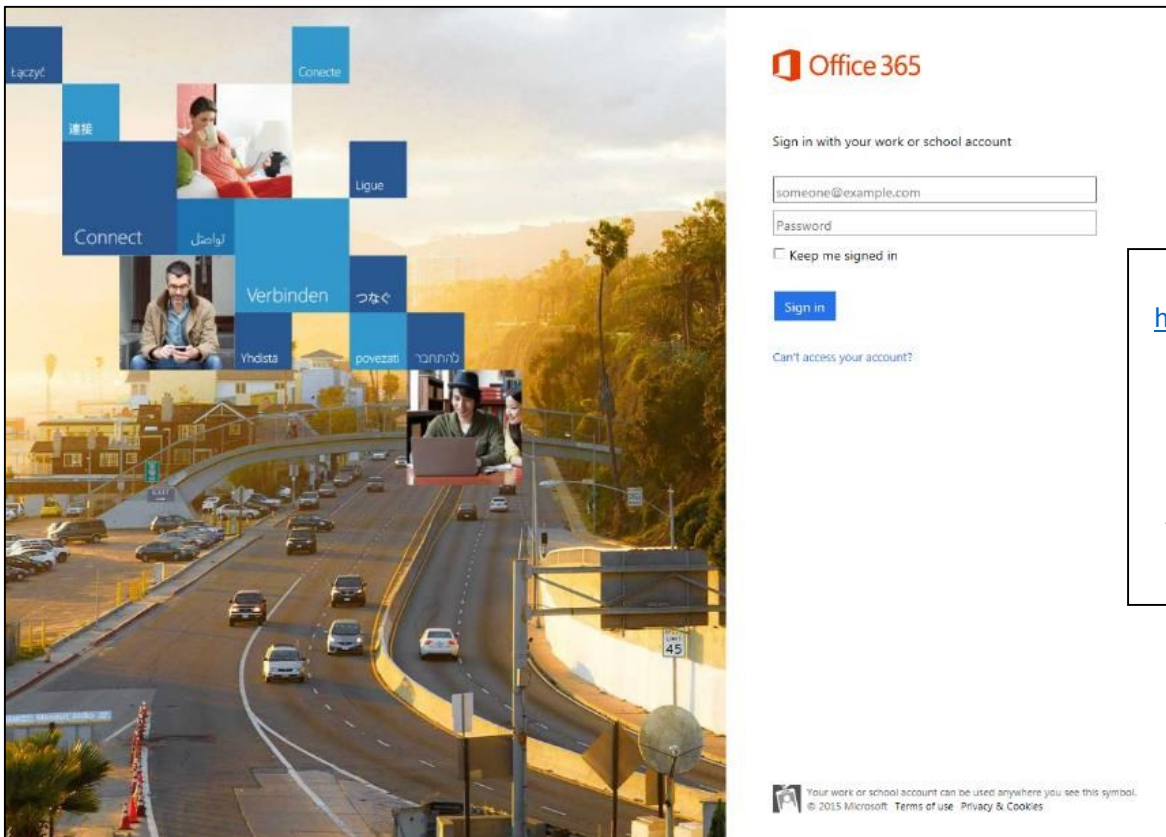 Łączyć
Conecte
連接
Ligue
Connect
تواصل
Verbinden
つなぐ
Yhdista
povezati
להתחבר
LIMIT
45
Office 365
Sign in with your work or school account
someone@example.com
Password
Keep me signed in
Sign in
Can't access your account?
h
Your work or school account can be used anywhere you see this symbol.
© 2015 Microsoft Terms of use Privacy & Cookies